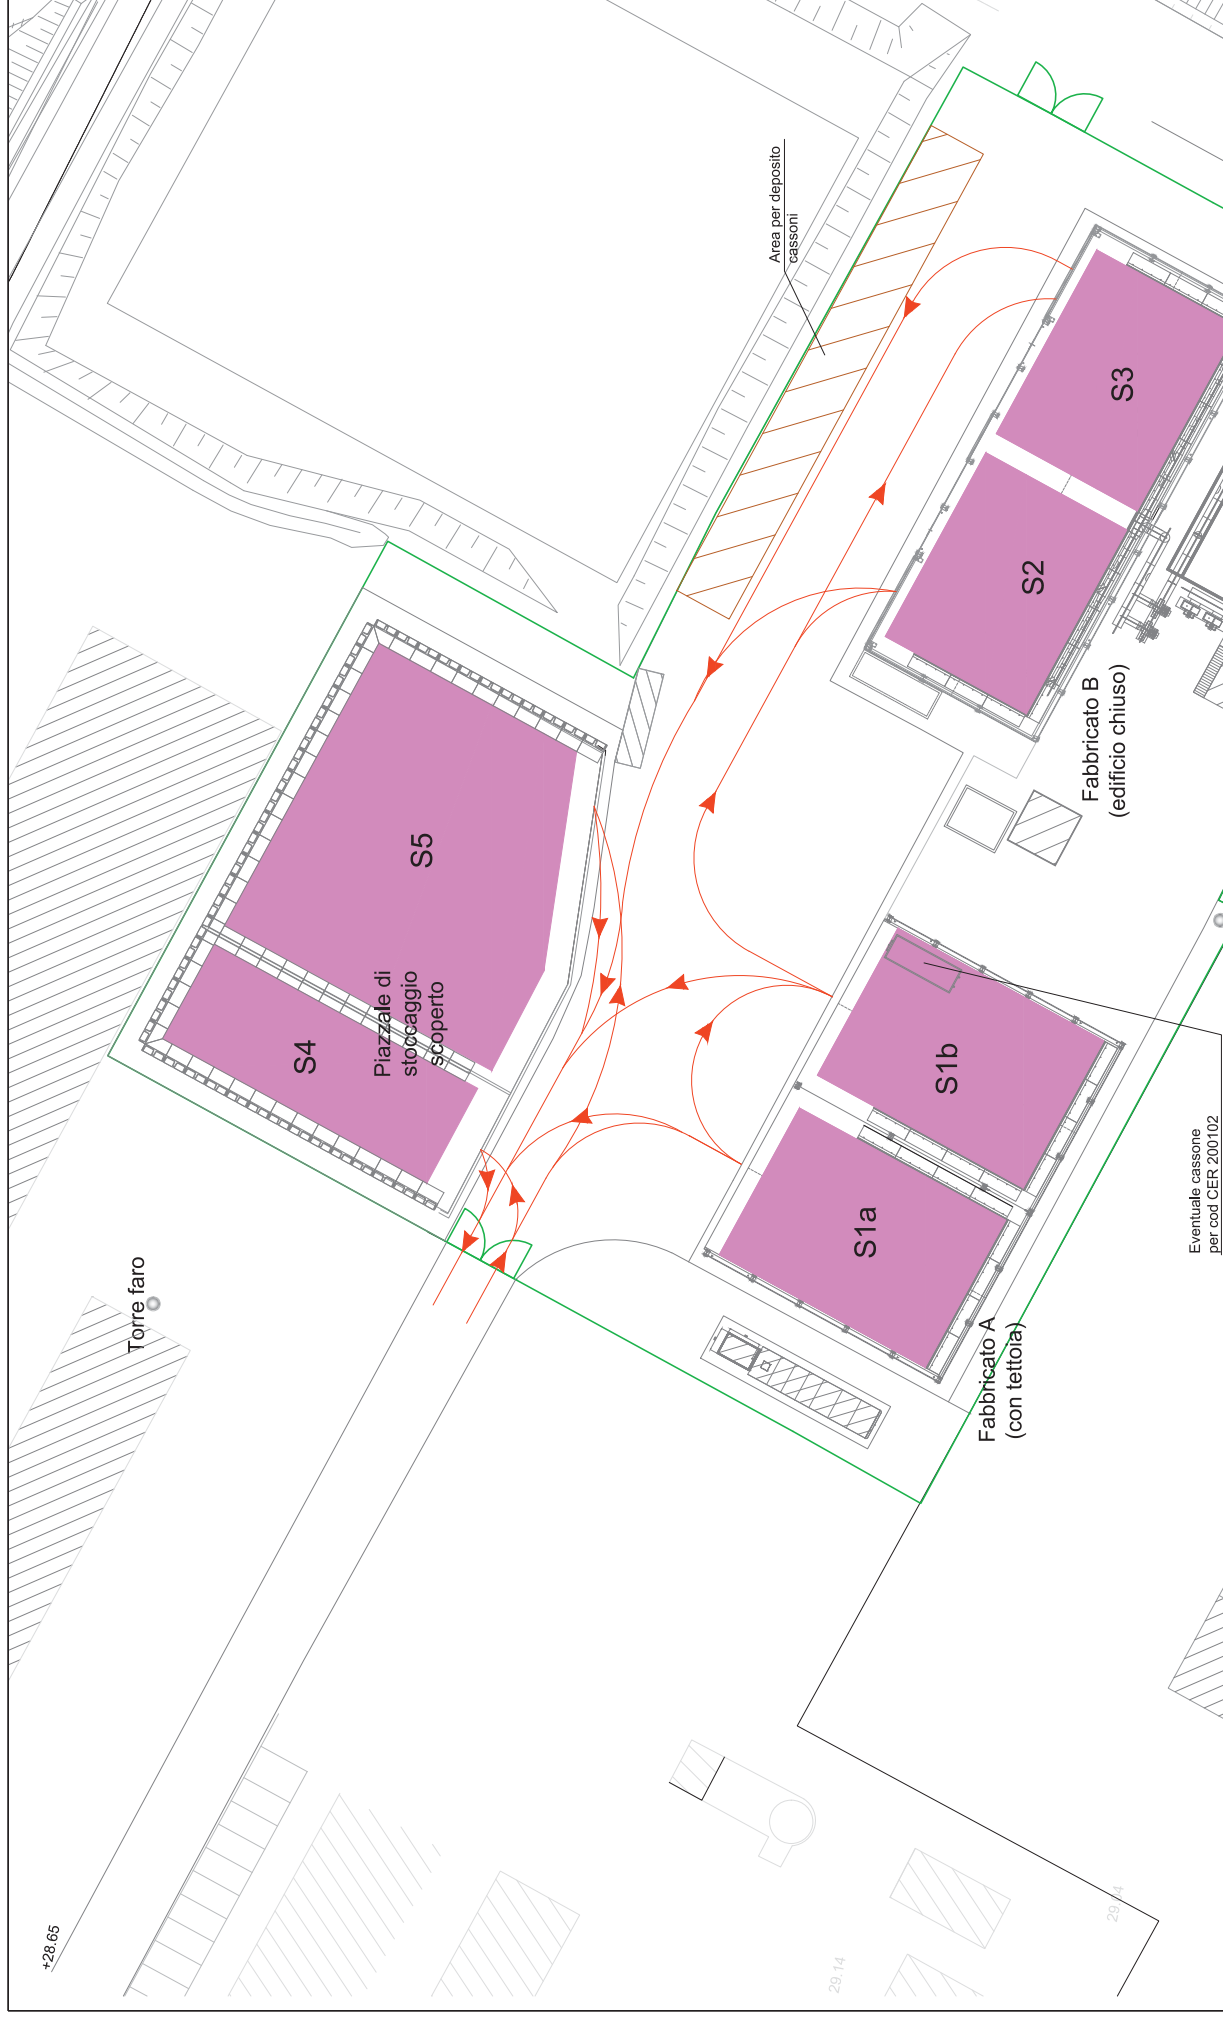 Area per deposito
cassoni
S3
S2
Fabbricato B
(edificio chiuso)
S5
Piazzale di
stoccaggio
scoperto
S4
S1b
S1a
Eventuale cassone
per cod CER 200102
Fabbricato A
(con tettoia)
Torre faro
+28.65
29.14